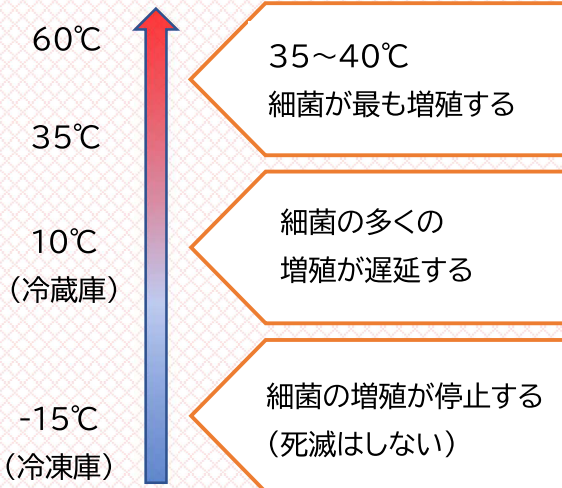 60℃
35℃
10℃
（冷蔵庫）
-15℃
（冷凍庫）
35～40℃
細菌が最も増殖する
細菌の多くの
増殖が遅延する
細菌の増殖が停止する
（死滅はしない）